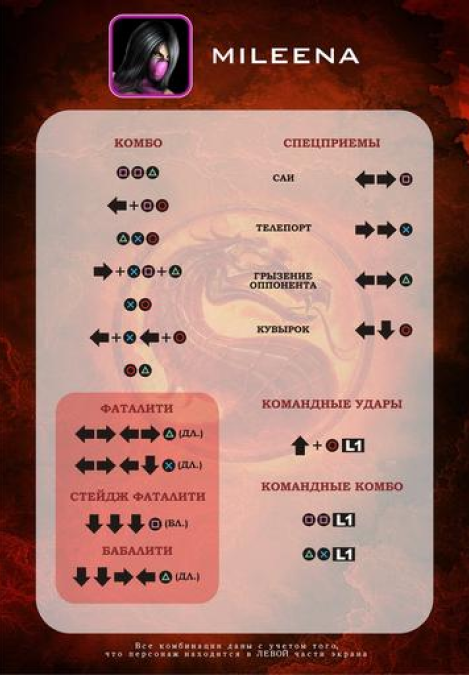 MILEENA
КОМБО
СПЕЦПРИЕМЫ
САИ
+
ТЕЛЕПОРТ
+ +
ГРЫЗЕНИЕ
ОППОНЕНТА
КУВЫРОК
+ +
ФАТАЛИТИ
(ДЛ.)
(ДЛ.)
СТЕЙДЖ ФАТАЛИТИ
(БЛ.)
БАБАЛИТИ
(ДЛ.)
КОМАНДНЫЕ УДАРЫ
+ L1
КОМАНДНЫЕ КОМБО
L1
L1
Все комбинации даны с учетом того,
что персонаж находится в ЛЕВОЙ части экрана